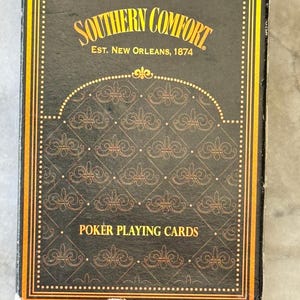 SOUTHERN COMFORT.
EST. NEW ORLEANS, 1874
POKER PLAYING CARDS